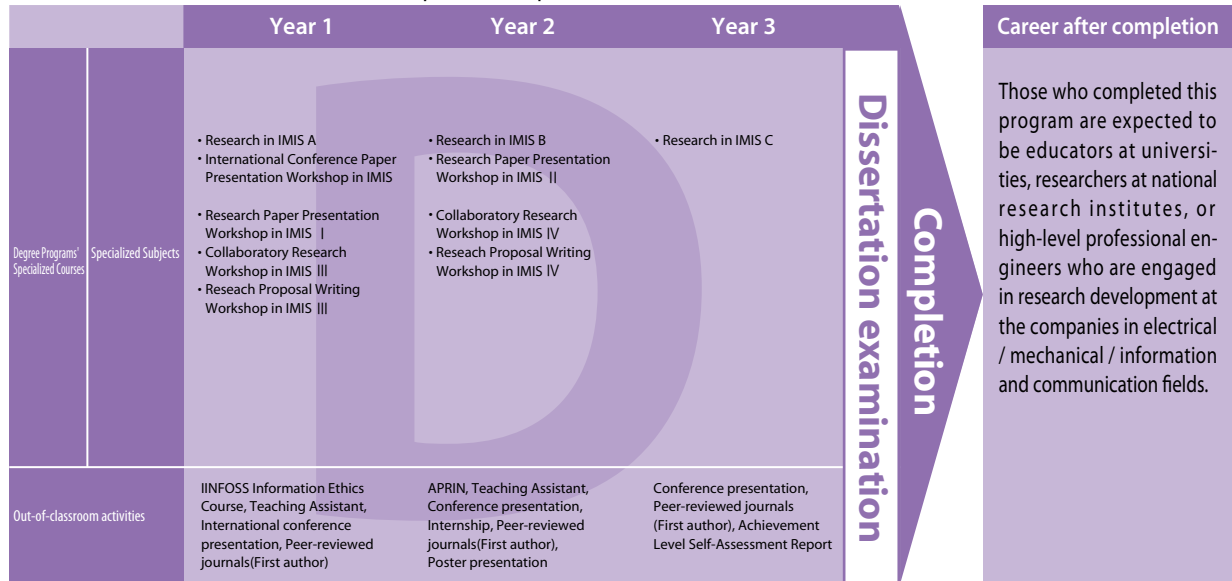 Year 1
Year 2
Year 3
Career after completion
Degree Programs'
Specialized Courses
Specialized Subjects
• Research in IMIS A
• International Conference Paper
Presentation Workshop in IMIS
• Research Paper Presentation
Workshop in IMIS Ⅰ
• Collaboratory Research
Workshop in IMIS Ⅲ
• Reseach Proposal Writing
Workshop in IMIS Ⅲ
• Research in IMIS B
• Research Paper Presentation
Workshop in IMIS Ⅱ
• Collaboratory Research
Workshop in IMIS Ⅳ
• Reseach Proposal Writing
Workshop in IMIS Ⅳ
• Research in IMIS C
D
Out-of-classroom activities
IINFOSS Information Ethics
Course, Teaching Assistant,
International conference
presentation, Peer-reviewed
journals(First author)
APRIN, Teaching Assistant,
Conference presentation,
Internship, Peer-reviewed
journals(First author),
Poster presentation
Conference presentation,
Peer-reviewed journals
(First author), Achievement
Level Self-Assessment Report
Dissertation examination
Completion
Those who completed this
program are expected to
be educators at universi-
ties, researchers at national
research institutes, or
high-level professional en-
gineers who are engaged
in research development at
the companies in electrical
/ mechanical / information
and communication fields.